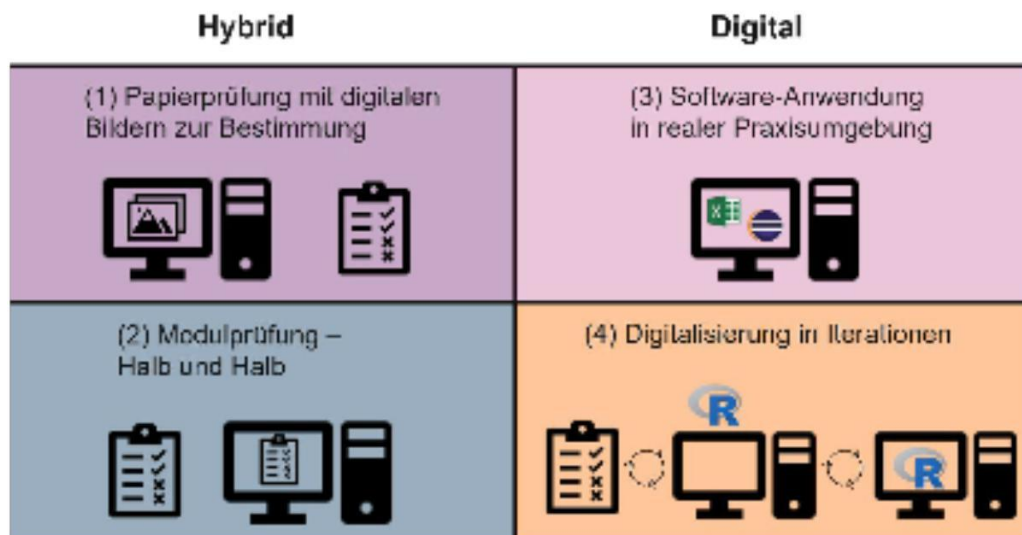 Hybrid
Digital
(1) Papierprüfung mit digitalen
Bildern zur Bestimmung
(3) Software-Anwendung
in realer Praxisumgebung
(2) Modulprüfung –
Halb und Halb
(4) Digitalisierung in Iterationen
X
R
R